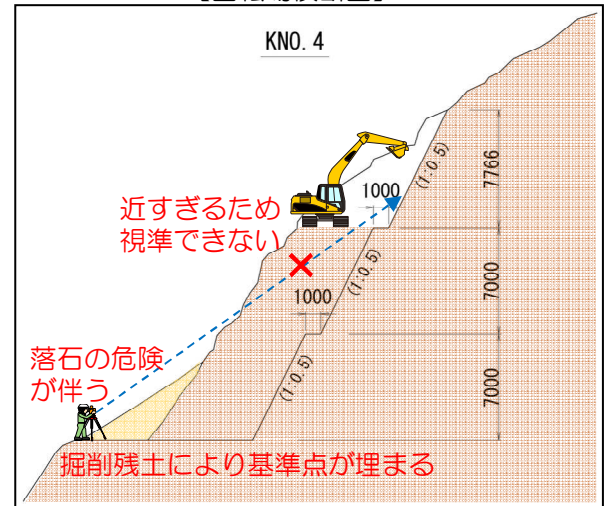 KNO. 4
7766
(1:0.5)
1000
近すぎるため
視準できない
7000
(1:0.5)
1000
落石の危険
が伴う
(1:0.5)
7000
掘削残土により基準点が埋まる